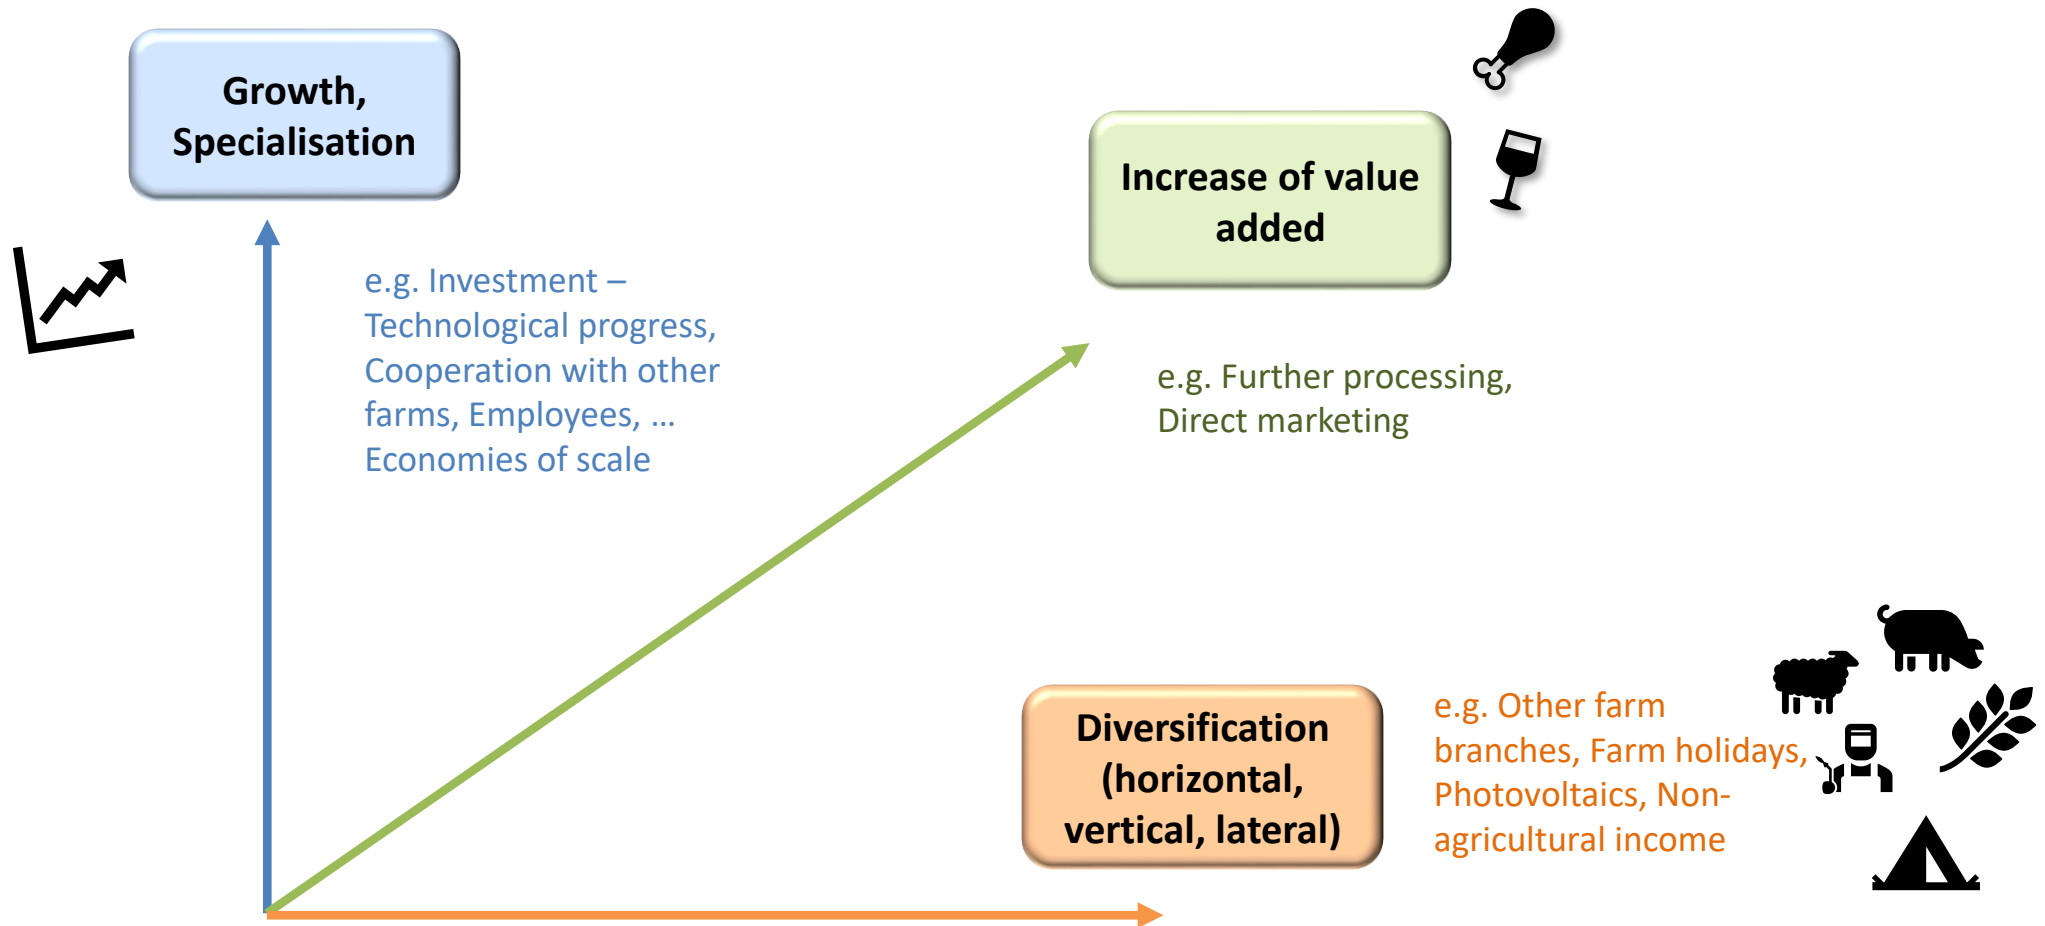 Growth,
Specialisation
e.g. Investment –
Technological progress,
Cooperation with other
farms, Employees, …
Economies of scale
Increase of value
added
e.g. Further processing,
Direct marketing
Diversification
(horizontal,
vertical, lateral)
e.g. Other farm
branches, Farm holidays,
Photovoltaics, Non-
agricultural income